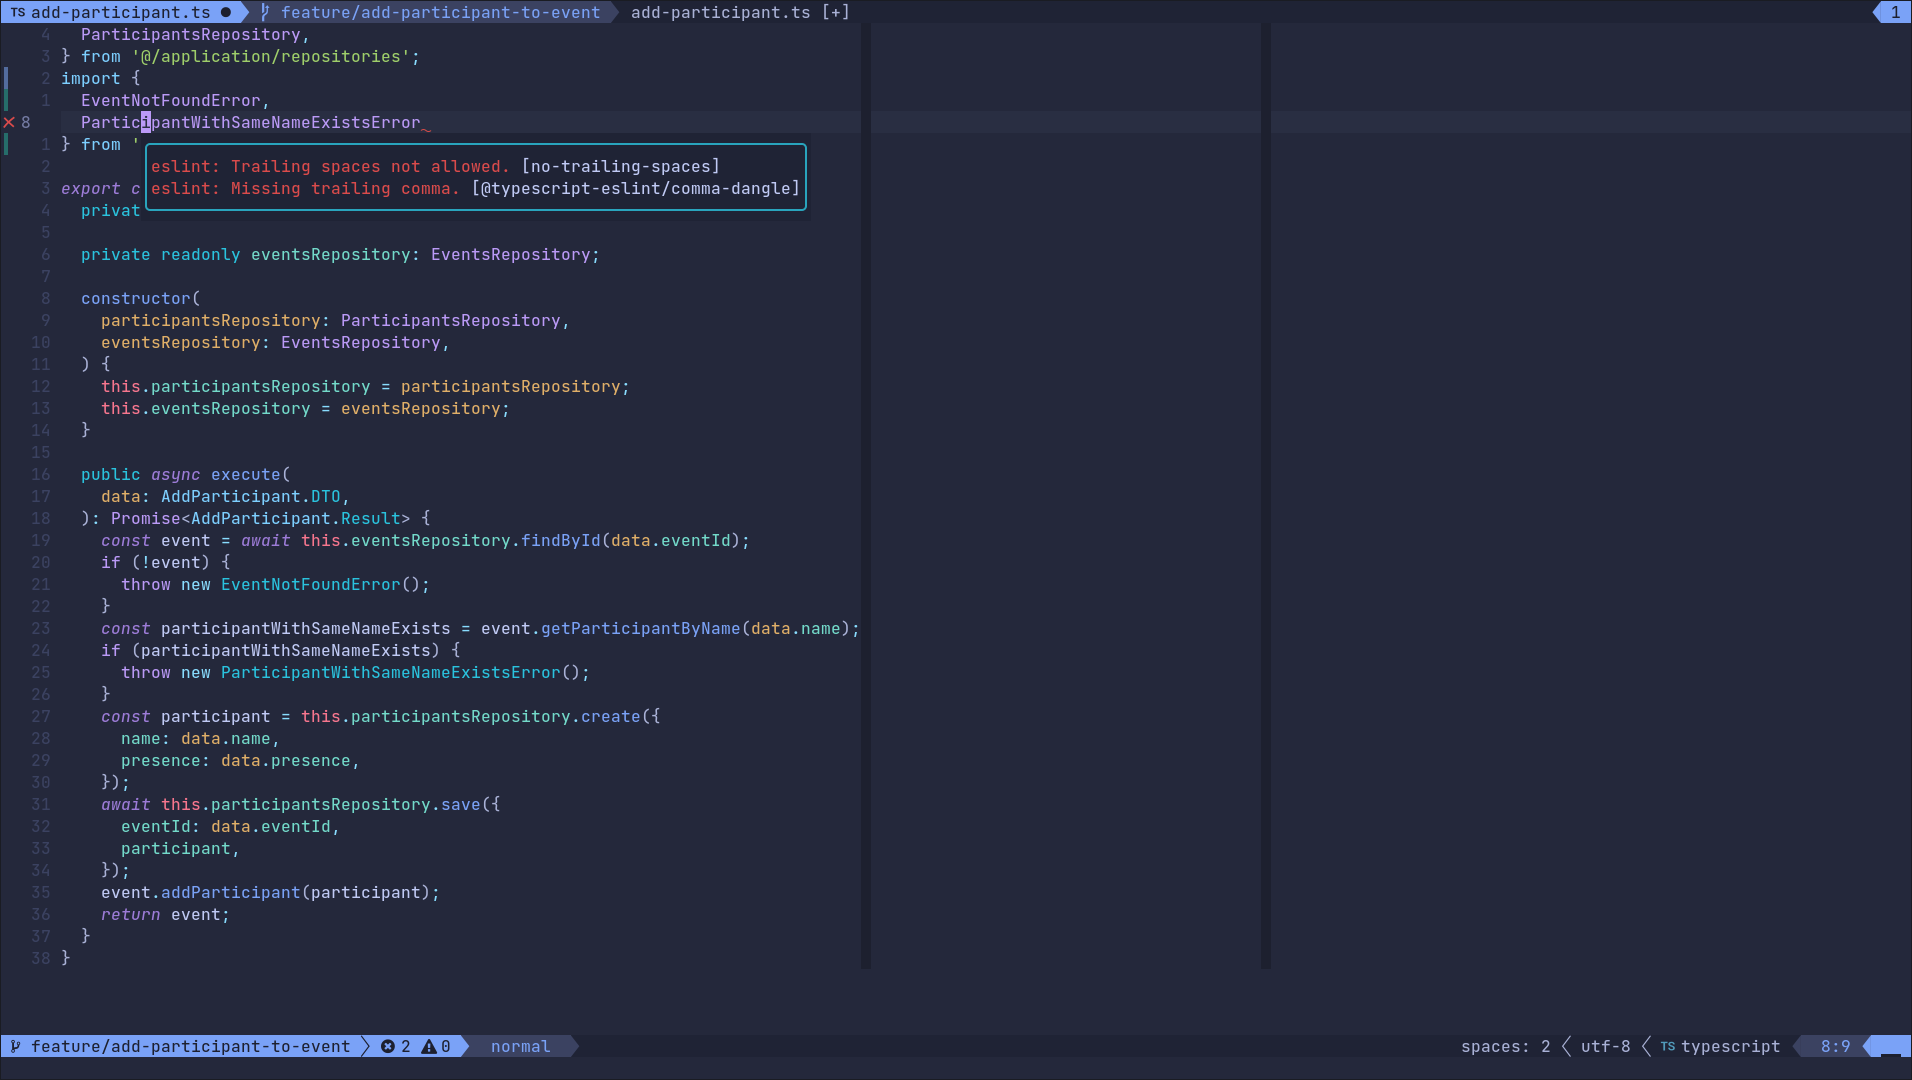 TS add-participant.ts ● feature/add-participant-to-event add-participant.ts [+] 1
4 ParticipantsRepository,
3 } from '@/application/repositories';
2 import {
1 EventNotFoundError,
✕ 8 ParticipantWithSameNameExistsError
1 } from '
eslint: Trailing spaces not allowed. [no-trailing-spaces]
2
3 export c
eslint: Missing trailing comma. [@typescript-eslint/comma-dangle]
4 privat
5
6 private readonly eventsRepository: EventsRepository;
7
8 constructor(
9 participantsRepository: ParticipantsRepository,
10 eventsRepository: EventsRepository,
11 ) {
12 this.participantsRepository = participantsRepository;
13 this.eventsRepository = eventsRepository;
14 }
15
16 public async execute(
17 data: AddParticipant.DTO,
18 ): Promise<AddParticipant.Result> {
19 const event = await this.eventsRepository.findById(data.eventId);
20 if (!event) {
21 throw new EventNotFoundError();
22 }
23 const participantWithSameNameExists = event.getParticipantByName(data.name);
24 if (participantWithSameNameExists) {
25 throw new ParticipantWithSameNameExistsError();
26 }
27 const participant = this.participantsRepository.create({
28 name: data.name,
29 presence: data.presence,
30 });
31 await this.participantsRepository.save({
32 eventId: data.eventId,
33 participant,
34 });
35 event.addParticipant(participant);
36 return event;
37 }
38 }
feature/add-participant-to-event 2 0 normal spaces: 2 utf-8 TS typescript 8:9